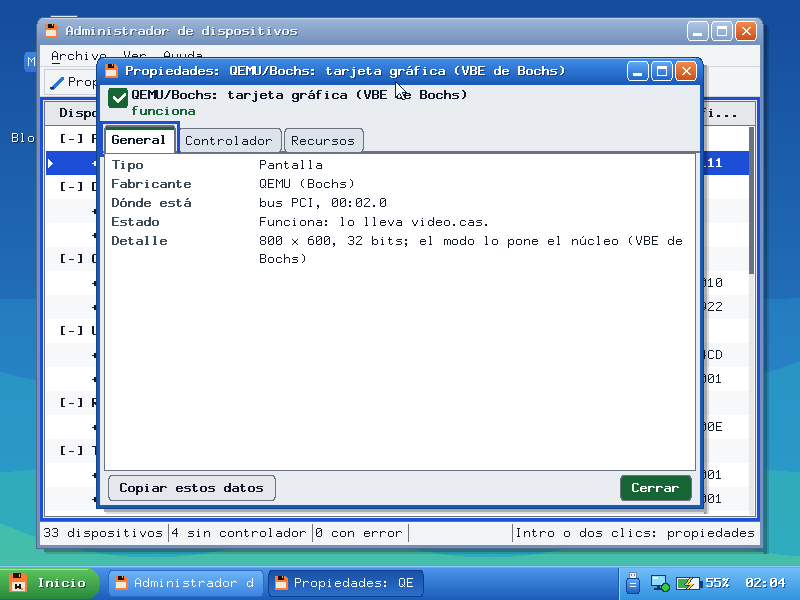 Administrador de dispositivos
Archivo Ver Ayuda
Prop
Propiedades: QEMU/Bochs: tarjeta gráfica (VBE de Bochs)
QEMU/Bochs: tarjeta gráfica (VBE de Bochs)
funciona
General Controlador Recursos
Tipo Pantalla
Fabricante QEMU (Bochs)
Dónde está bus PCI, 00:02.0
Estado Funciona: lo lleva video.cas.
Detalle 800 x 600, 32 bits; el modo lo pone el núcleo (VBE de
Bochs)
Copiar estos datos Cerrar
33 dispositivos 4 sin controlador 0 con error Intro o dos clics: propiedades
Inicio Administrador d Propiedades: QE 55% 02:04